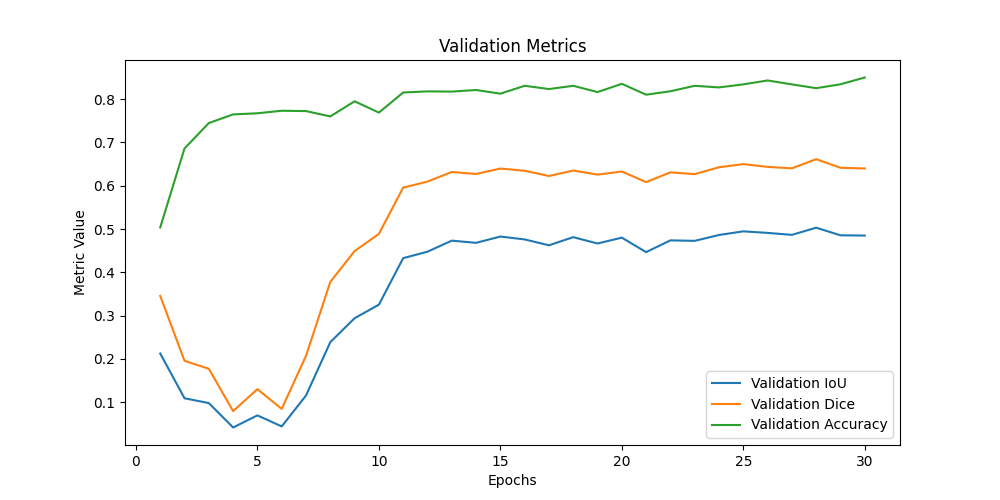 Validation Metrics
Metric Value
0.8
0.7
0.6
0.5
0.4
0.3
0.2
0.1
0 5 10 15 20 25 30
Epochs
Validation IoU
Validation Dice
Validation Accuracy